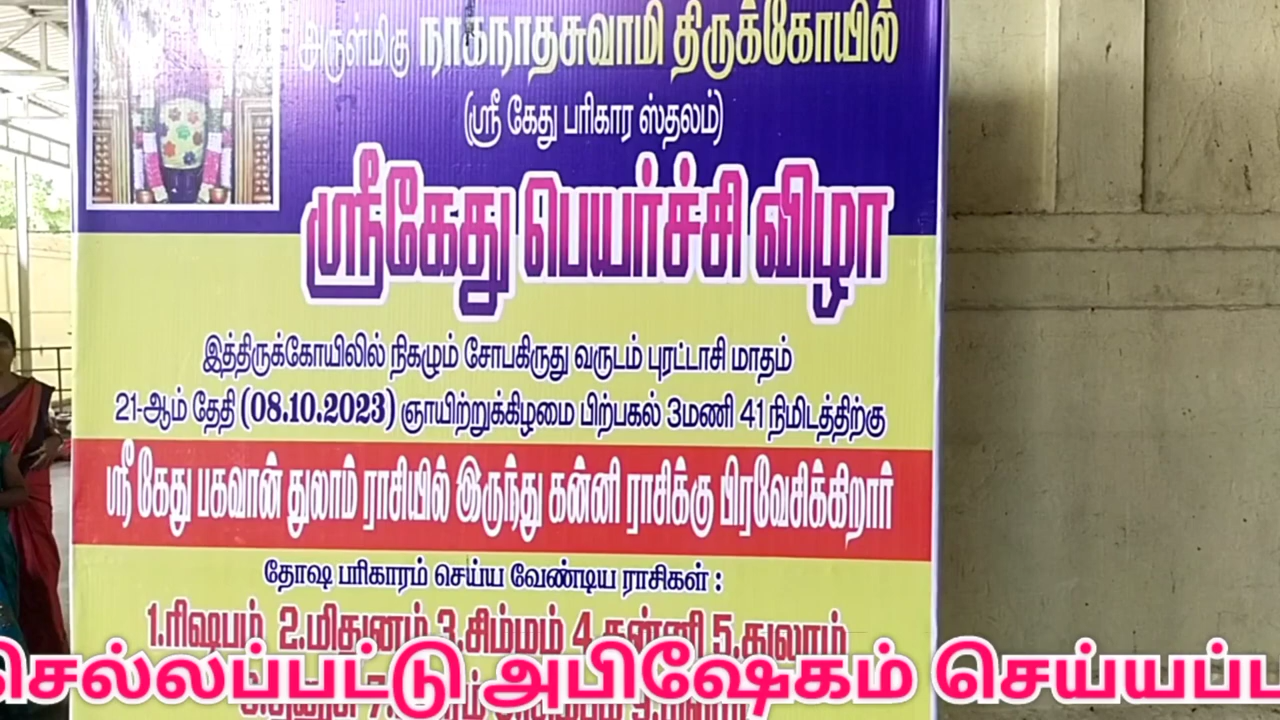 அருள்மிகு நாகநாதசுவாமி திருக்கோயில்
(ஸ்ரீ கேது பரிகார ஸ்தலம்)
ஸ்ரீகேது பெயர்ச்சி விழா
இத்திருக்கோயிலில் நிகழும் சோபகிருது வருடம் புரட்டாசி மாதம்
21-ஆம் தேதி (08.10.2023) ஞாயிற்றுக்கிழமை பிற்பகல் 3மணி 41 நிமிடத்திற்கு
ஸ்ரீ கேது பகவான் துலாம் ராசியில் இருந்து கன்னி ராசிக்கு பிரவேசிக்கிறார்
தோஷ பரிகாரம் செய்ய வேண்டிய ராசிகள் :
1.ரிஷபம் 2.மிதுனம் 3.சிம்மம் 4.கன்னி 5.துலாம்
செல்லப்பட்டு அபிஷேகம் செய்யப்ப